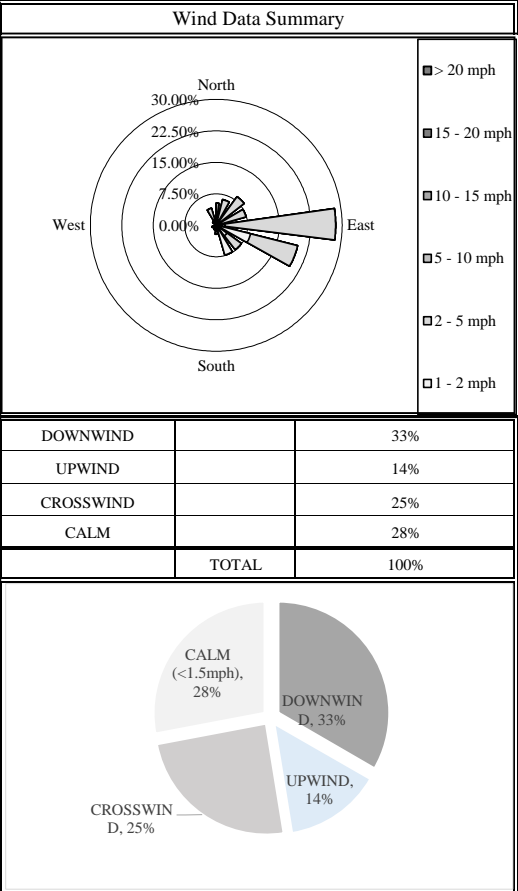 Wind Data Summary
North
30.00%
22.50%
15.00%
7.50%
0.00%
West
East
South
> 20 mph
15 - 20 mph
10 - 15 mph
5 - 10 mph
2 - 5 mph
1 - 2 mph
DOWNWIND 33%
UPWIND 14%
CROSSWIND 25%
CALM 28%
TOTAL 100%
CALM
(<1.5mph),
28%
DOWNWIN
D, 33%
UPWIND,
14%
CROSSWIN
D, 25%